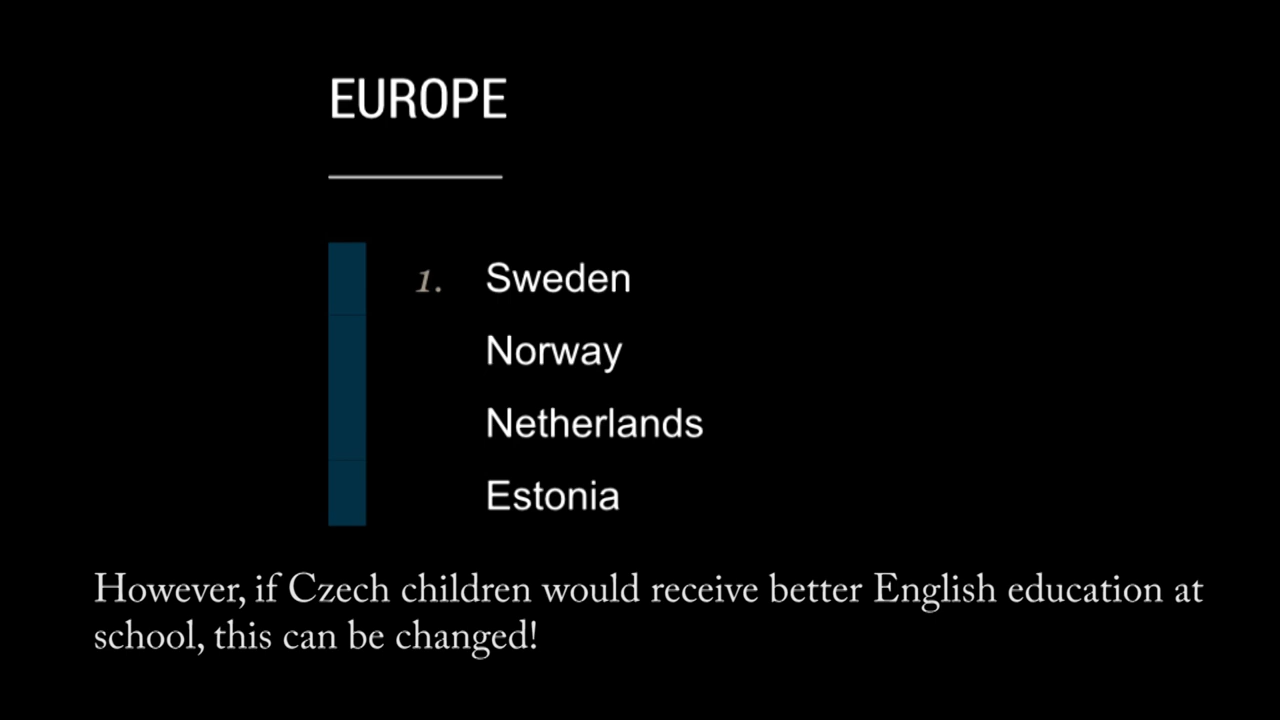 EUROPE
1. Sweden
Norway
Netherlands
Estonia
However, if Czech children would receive better English education at
school, this can be changed!